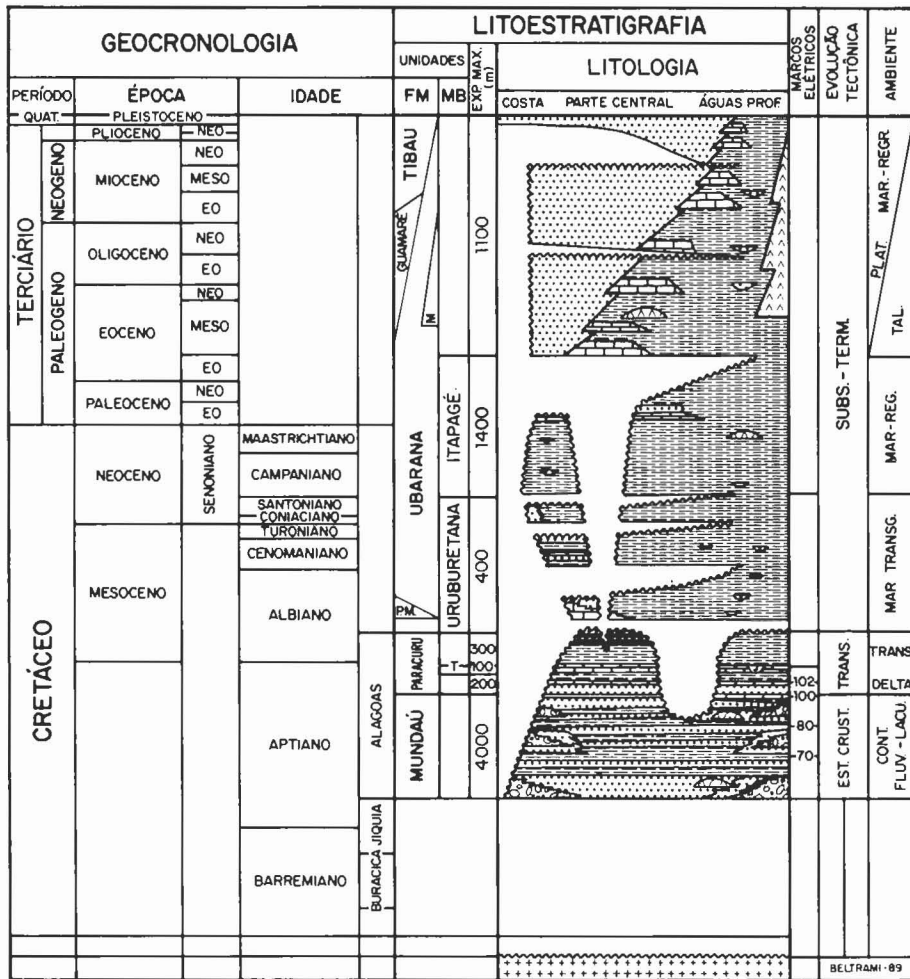 GEOCRONOLOGIA
LITOESTRATIGRAFIA
MARCOS ELÉTRICOS
EVOLUÇÃO TECTÔNICA
AMBIENTE
UNIDADES
EXP. MAX. (m)
LITOLOGIA
PERÍODO
ÉPOCA
IDADE
FM
MB
COSTA PARTE CENTRAL ÁGUAS PROF.
QUAT.
PLEISTOCENO
TERCIÁRIO
NEOGENO
PLIOCENO
NEO
MIOCENO
NEO
MESO
EO
PALEOGENO
OLIGOCENO
NEO
EO
EOCENO
NEO
MESO
EO
PALEOCENO
NEO
EO
CRETÁCEO
NEOCENO
SENONIANO
MAASTRICHTIANO
CAMPANIANO
SANTONIANO
CONIACIANO
MESOCENO
TURONIANO
CENOMANIANO
ALBIANO
APTIANO
ALAGOAS
BARREMIANO
JIQUIA
BURACICA
TIBAU
GUAMARÉ
M
UBARANA
P.M.
ITAPAGÉ
URUBURETANA
PARACURU
T
MUNDAÚ
1100
1400
400
300
100
200
4000
102
100
80
70
SUBS.-TERM.
TRANS.
EST. CRUST.
PLAT
MAR.-REGR.
TAL.
MAR-REG.
MAR TRANSG.
TRANS
DELTA
CONT.
FLUV.-LACU.
BELTRAMI-89